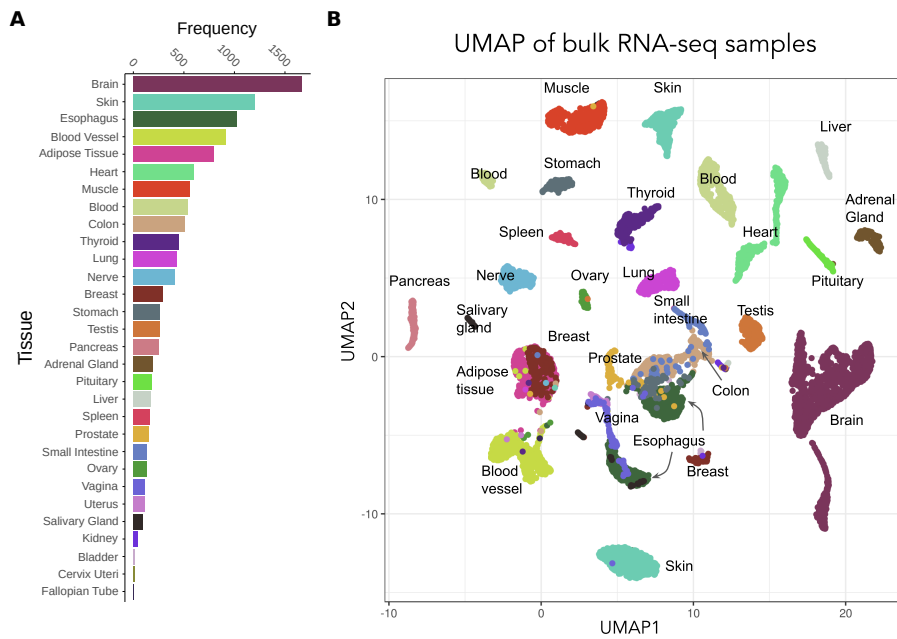 A
Frequency
0
500
1000
1500
Tissue
Brain
Skin
Esophagus
Blood Vessel
Adipose Tissue
Heart
Muscle
Blood
Colon
Thyroid
Lung
Nerve
Breast
Stomach
Testis
Pancreas
Adrenal Gland
Pituitary
Liver
Spleen
Prostate
Small Intestine
Ovary
Vagina
Uterus
Salivary Gland
Kidney
Bladder
Cervix Uteri
Fallopian Tube
B
UMAP of bulk RNA-seq samples
UMAP2
10
0
-10
Muscle
Skin
Liver
Blood
Stomach
Blood
Thyroid
Adrenal
Gland
Spleen
Heart
Nerve
Ovary
Lung
Pituitary
Pancreas
Salivary
gland
Small
intestine
Testis
Breast
Prostate
Adipose
tissue
Colon
Vagina
Brain
Esophagus
Blood
vessel
Breast
Skin
-10
0
10
20
UMAP1